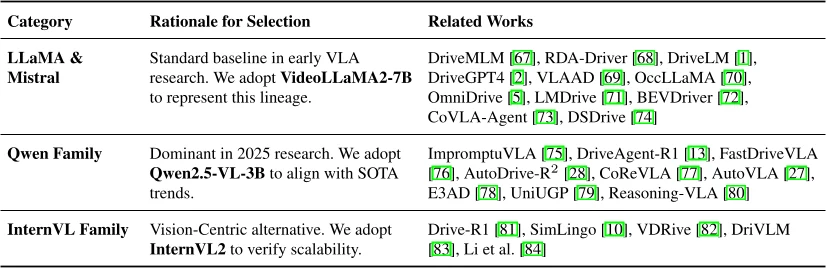 Category Rationale for Selection Related Works
LLaMA & Mistral Standard baseline in early VLA research. We adopt VideoLLaMA2-7B to represent this lineage. DriveMLM [67], RDA-Driver [68], DriveLM [1],
DriveGPT4 [2], VLAAD [69], OccLLaMA [70],
OmniDrive [5], LMDrive [71], BEVDriver [72],
CoVLA-Agent [73], DSDrive [74]
Qwen Family Dominant in 2025 research. We adopt Qwen2.5-VL-3B to align with SOTA trends. ImpromptuVLA [75], DriveAgent-R1 [13], FastDriveVLA
[76], AutoDrive-R² [28], CoReVLA [77], AutoVLA [27],
E3AD [78], UniUGP [79], Reasoning-VLA [80]
InternVL Family Vision-Centric alternative. We adopt InternVL2 to verify scalability. Drive-R1 [81], SimLingo [10], VDRive [82], DriVLM
[83], Li et al. [84]